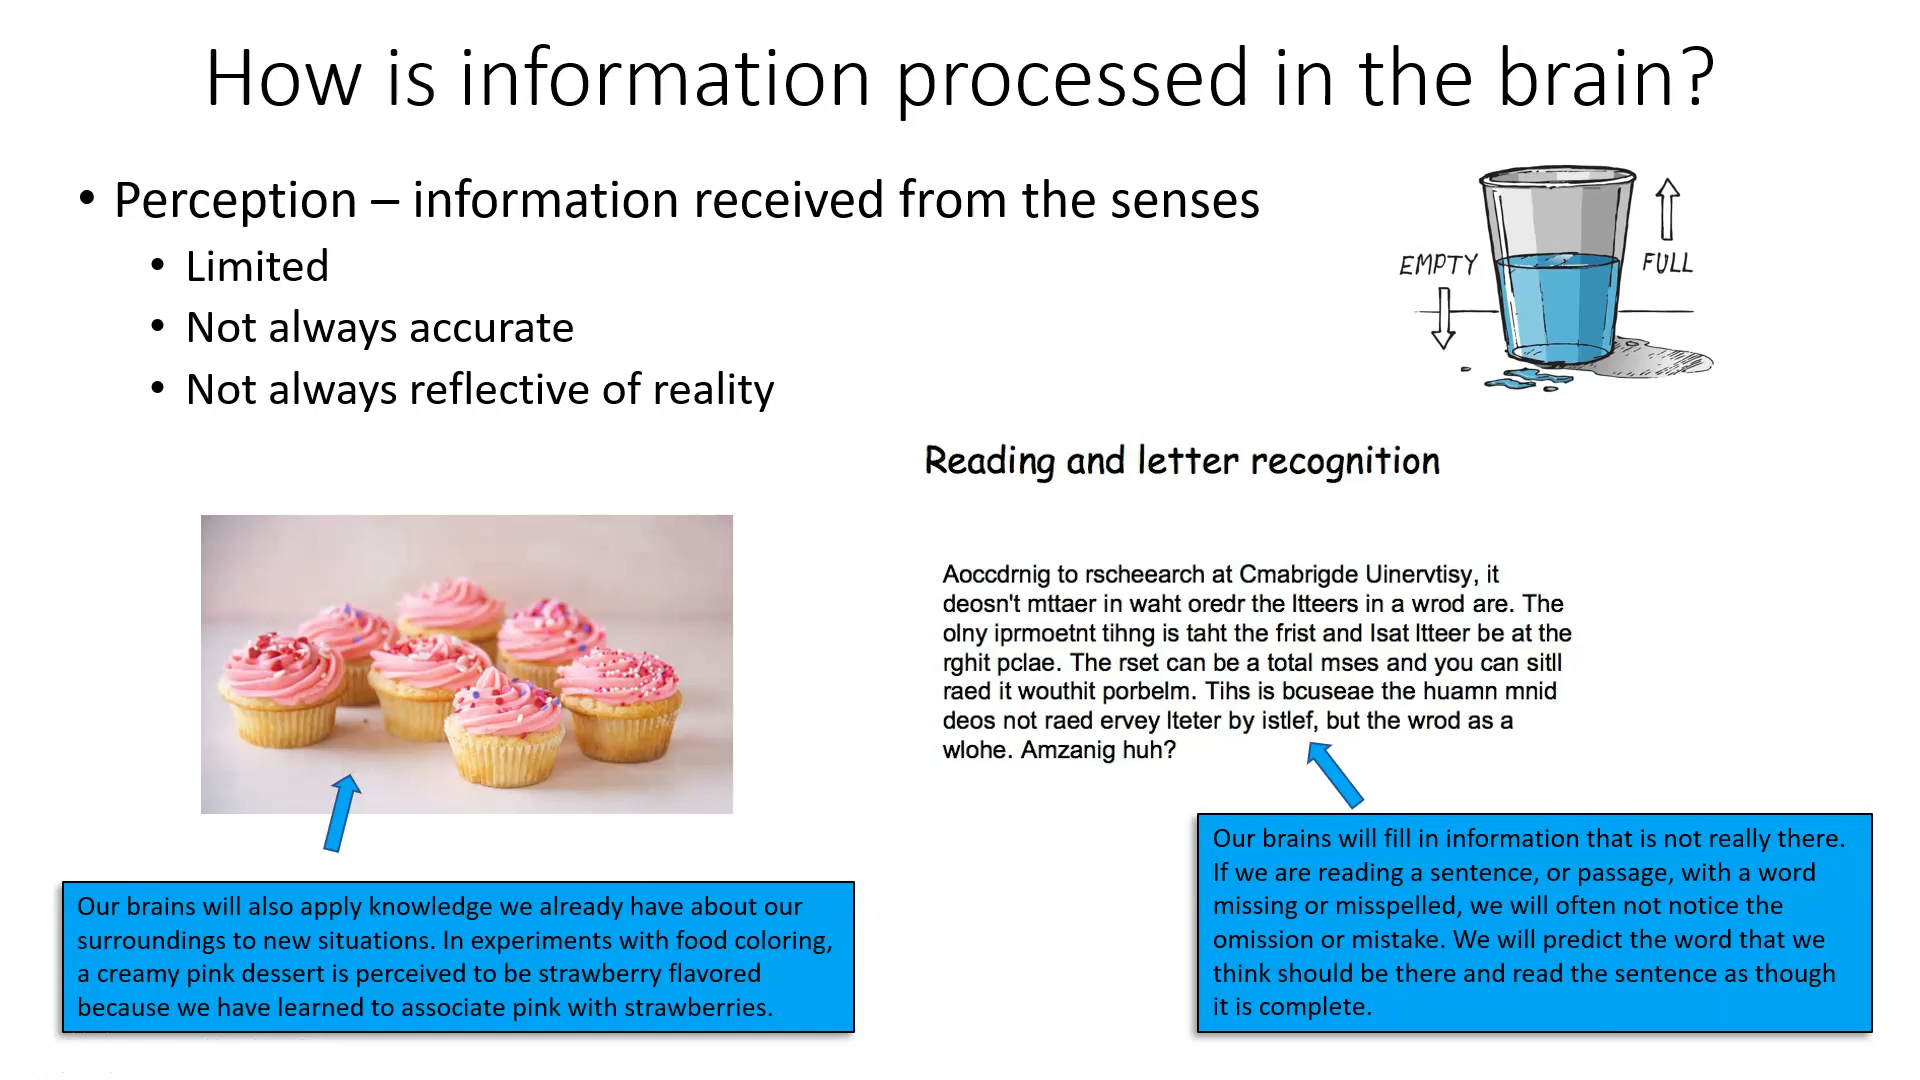 How is information processed in the brain?
• Perception – information received from the senses
• Limited
• Not always accurate
• Not always reflective of reality
EMPTY
FULL
Reading and letter recognition
Aoccdrnig to rscheearch at Cmabrigde Uinervtisy, it
deosn't mttaer in waht oredr the ltteers in a wrod are. The
olny iprmoetnt tihng is taht the frist and lsat ltteer be at the
rghit pclae. The rset can be a total mses and you can sitll
raed it wouthit porbelm. Tihs is bcuseae the huamn mnid
deos not raed ervey lteter by istlef, but the wrod as a
wlohe. Amzanig huh?
Our brains will also apply knowledge we already have about our
surroundings to new situations. In experiments with food coloring,
a creamy pink dessert is perceived to be strawberry flavored
because we have learned to associate pink with strawberries.
Our brains will fill in information that is not really there.
If we are reading a sentence, or passage, with a word
missing or misspelled, we will often not notice the
omission or mistake. We will predict the word that we
think should be there and read the sentence as though
it is complete.